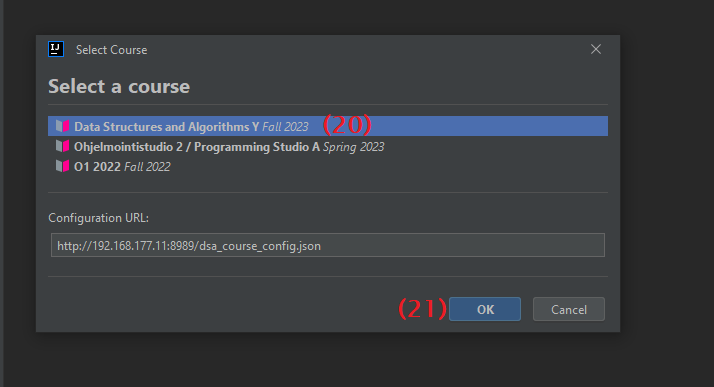 IJ Select Course
Select a course
Data Structures and Algorithms Y Fall 2023 (20)
Ohjelmointistudio 2 / Programming Studio A Spring 2023
O1 2022 Fall 2022
Configuration URL:
http://192.168.177.11:8989/dsa_course_config.json
(21) OK Cancel